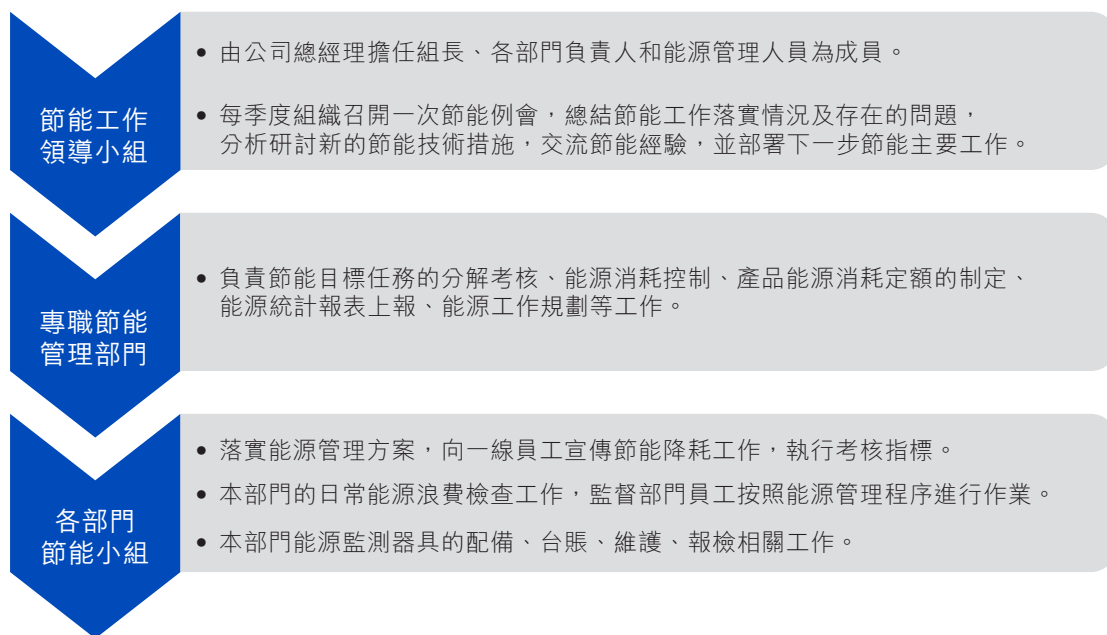 節能工作
領導小組
• 由公司總經理擔任組長、各部門負責人和能源管理人員為成員。
• 每季度組織召開一次節能例會，總結節能工作落實情況及存在的問題，
分析研討新的節能技術措施，交流節能經驗，並部署下一步節能主要工作。
專職節能
管理部門
• 負責節能目標任務的分解考核、能源消耗控制、產品能源消耗定額的制定、
能源統計報表上報、能源工作規劃等工作。
各部門
節能小組
• 落實能源管理方案，向一線員工宣傳節能降耗工作，執行考核指標。
• 本部門的日常能源浪費檢查工作，監督部門員工按照能源管理程序進行作業。
• 本部門能源監測器具的配備、台賬、維護、報檢相關工作。